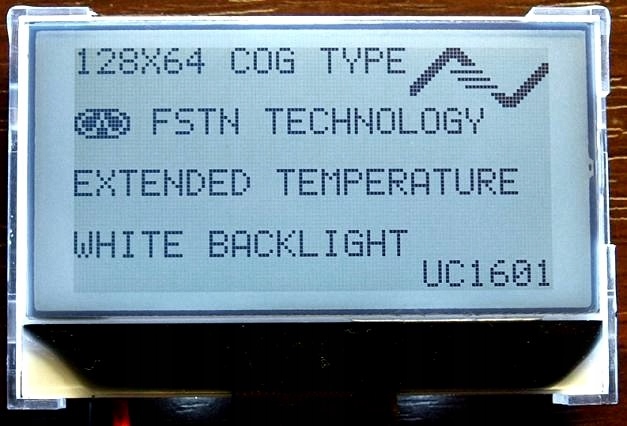 128X64 COG TYPE
FSTN TECHNOLOGY
EXTENDED TEMPERATURE
WHITE BACKLIGHT
UC1601